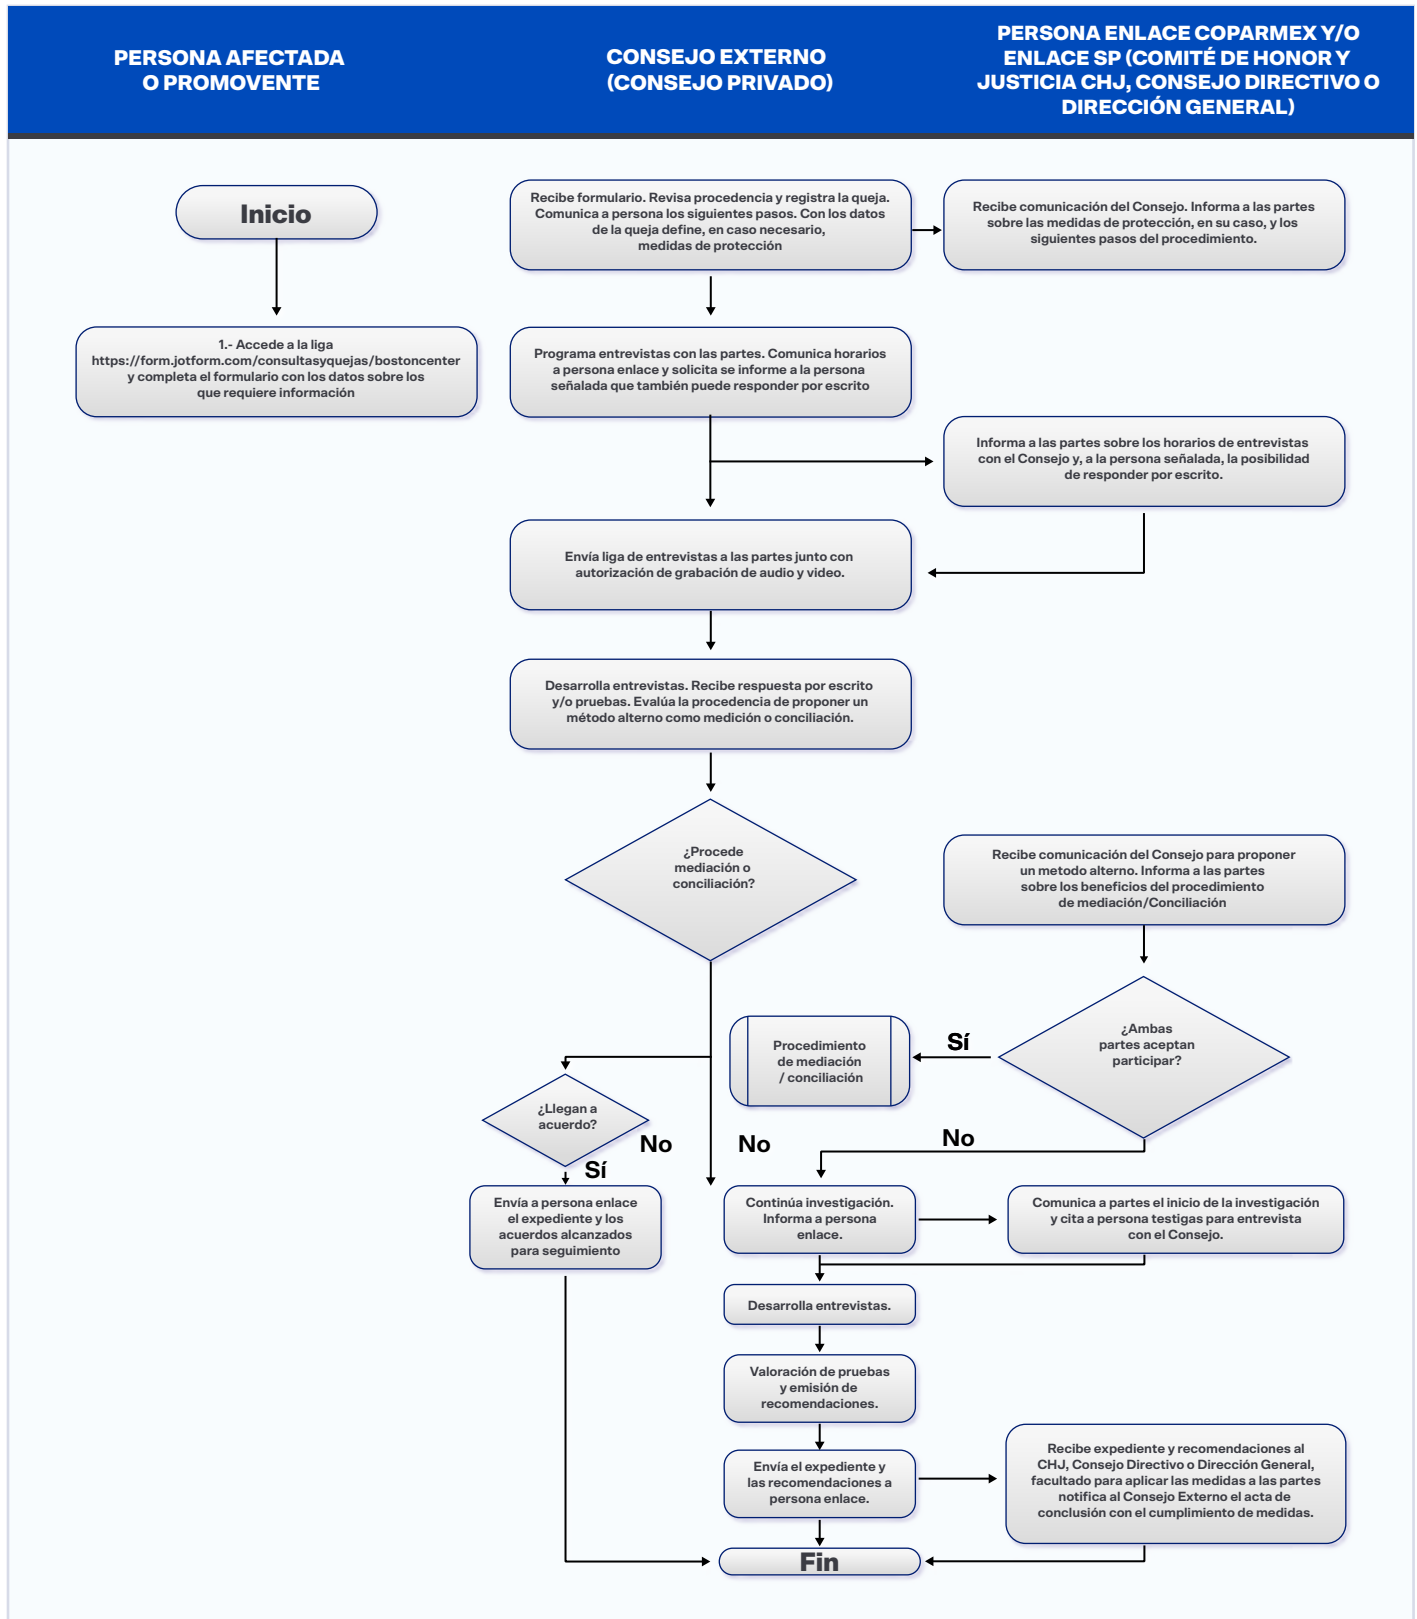 PERSONA AFECTADA
O PROMOVENTE
CONSEJO EXTERNO
(CONSEJO PRIVADO)
PERSONA ENLACE COPARMEX Y/O
ENLACE SP (COMITÉ DE HONOR Y
JUSTICIA CHJ, CONSEJO DIRECTIVO O
DIRECCIÓN GENERAL)
Inicio
Recibe formulario. Revisa procedencia y registra la queja.
Comunica a persona los siguientes pasos. Con los datos
de la queja define, en caso necesario,
medidas de protección
Recibe comunicación del Consejo. Informa a las partes
sobre las medidas de protección, en su caso, y los
siguientes pasos del procedimiento.
1.- Accede a la liga
https://form.jotform.com/consultasyquejas/bostoncenter
y completa el formulario con los datos sobre los
que requiere información
Programa entrevistas con las partes. Comunica horarios
a persona enlace y solicita se informe a la persona
señalada que también puede responder por escrito
Informa a las partes sobre los horarios de entrevistas
con el Consejo y, a la persona señalada, la posibilidad
de responder por escrito.
Envía liga de entrevistas a las partes junto con
autorización de grabación de audio y video.
Desarrolla entrevistas. Recibe respuesta por escrito
y/o pruebas. Evalúa la procedencia de proponer un
método alterno como medición o conciliación.
¿Procede
mediación o
conciliación?
Recibe comunicación del Consejo para proponer
un metodo alterno. Informa a las partes
sobre los beneficios del procedimiento
de mediación/Conciliación
¿Ambas
partes aceptan
participar?
Sí
Procedimiento
de mediación
/ conciliación
¿Llegan a
acuerdo?
No
No
No
Sí
Envía a persona enlace
el expediente y los
acuerdos alcanzados
para seguimiento
Continúa investigación.
Informa a persona
enlace.
Comunica a partes el inicio de la investigación
y cita a persona testigas para entrevista
con el Consejo.
Desarrolla entrevistas.
Valoración de pruebas
y emisión de
recomendaciones.
Envía el expediente y
las recomendaciones a
persona enlace.
Recibe expediente y recomendaciones al
CHJ, Consejo Directivo o Dirección General,
facultado para aplicar las medidas a las partes
notifica al Consejo Externo el acta de
conclusión con el cumplimiento de medidas.
Fin